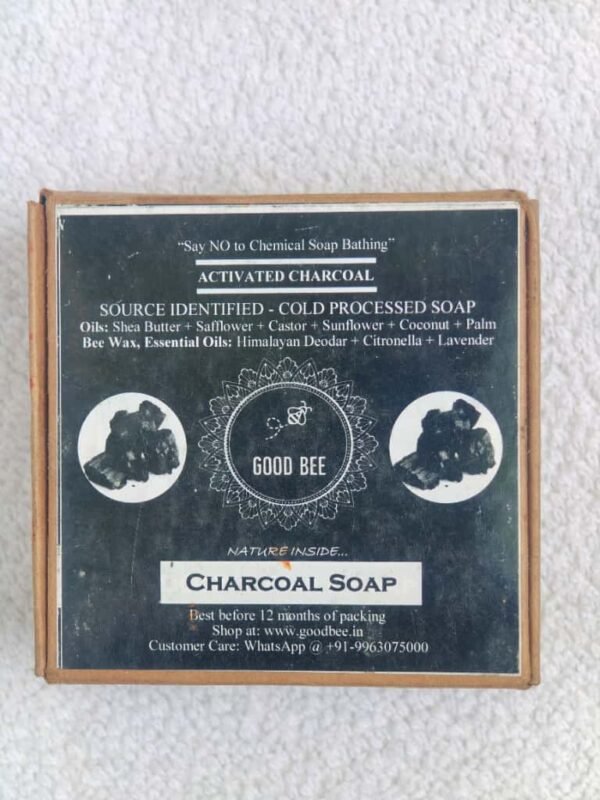 “Say NO to Chemical Soap Bathing”
ACTIVATED CHARCOAL
SOURCE IDENTIFIED - COLD PROCESSED SOAP
Oils: Shea Butter + Safflower + Castor + Sunflower + Coconut + Palm
Bee Wax, Essential Oils: Himalayan Deodar + Citronella + Lavender
GOOD BEE
NATURE INSIDE...
CHARCOAL SOAP
Best before 12 months of packing
Shop at: www.goodbee.in
Customer Care: WhatsApp @ +91-9963075000